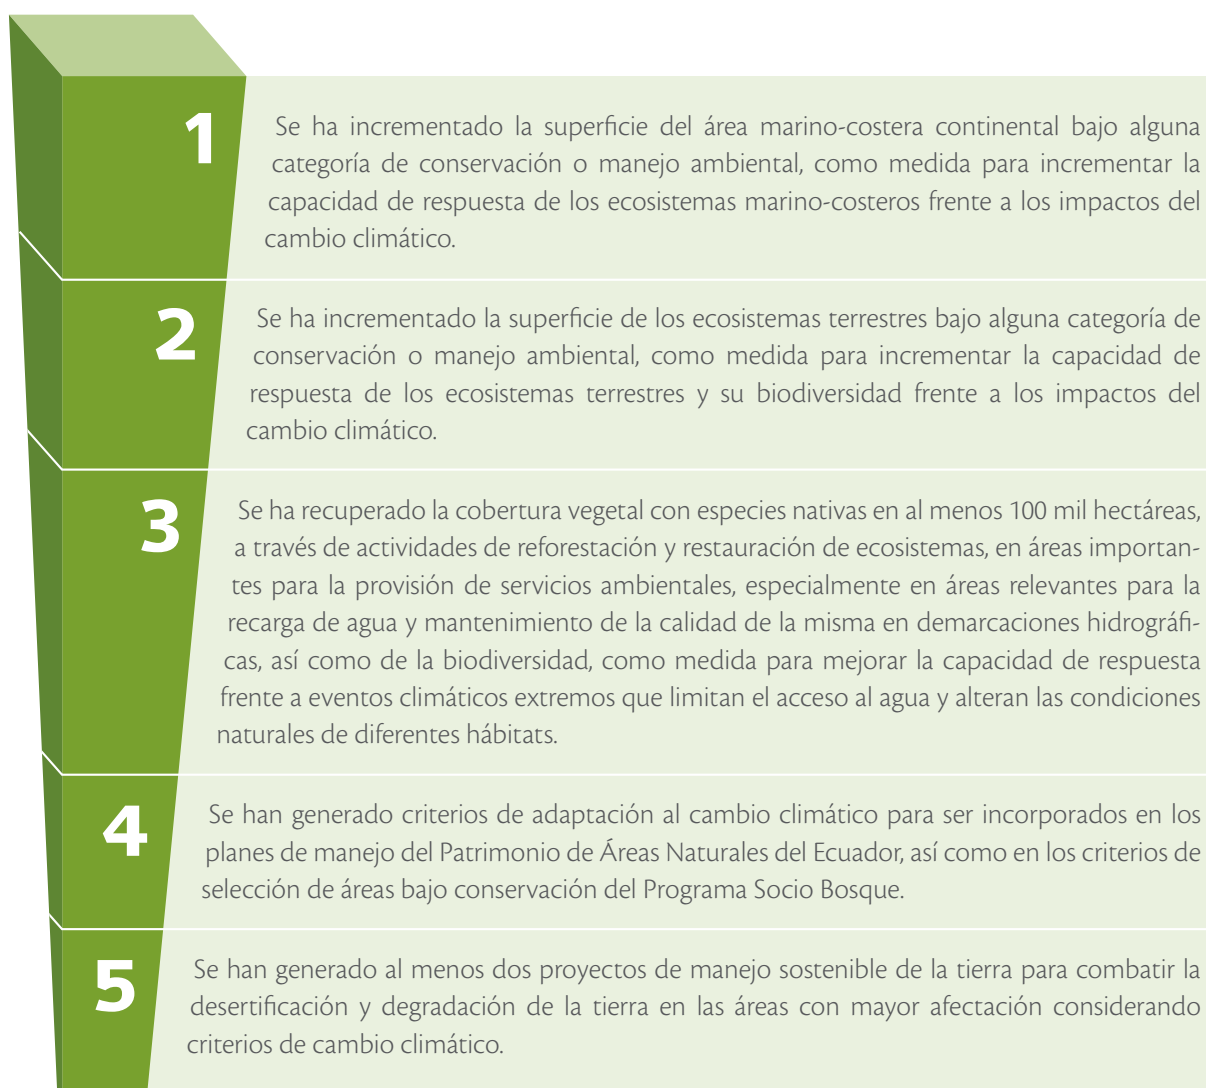 1
Se ha incrementado la superficie del área marino-costera continental bajo alguna
categoría de conservación o manejo ambiental, como medida para incrementar la
capacidad de respuesta de los ecosistemas marino-costeros frente a los impactos del
cambio climático.
2
Se ha incrementado la superficie de los ecosistemas terrestres bajo alguna categoría de
conservación o manejo ambiental, como medida para incrementar la capacidad de
respuesta de los ecosistemas terrestres y su biodiversidad frente a los impactos del
cambio climático.
3
Se ha recuperado la cobertura vegetal con especies nativas en al menos 100 mil hectáreas,
a través de actividades de reforestación y restauración de ecosistemas, en áreas importan-
tes para la provisión de servicios ambientales, especialmente en áreas relevantes para la
recarga de agua y mantenimiento de la calidad de la misma en demarcaciones hidrográfi-
cas, así como de la biodiversidad, como medida para mejorar la capacidad de respuesta
frente a eventos climáticos extremos que limitan el acceso al agua y alteran las condiciones
naturales de diferentes hábitats.
4
Se han generado criterios de adaptación al cambio climático para ser incorporados en los
planes de manejo del Patrimonio de Áreas Naturales del Ecuador, así como en los criterios de
selección de áreas bajo conservación del Programa Socio Bosque.
5
Se han generado al menos dos proyectos de manejo sostenible de la tierra para combatir la
desertificación y degradación de la tierra en las áreas con mayor afectación considerando
criterios de cambio climático.